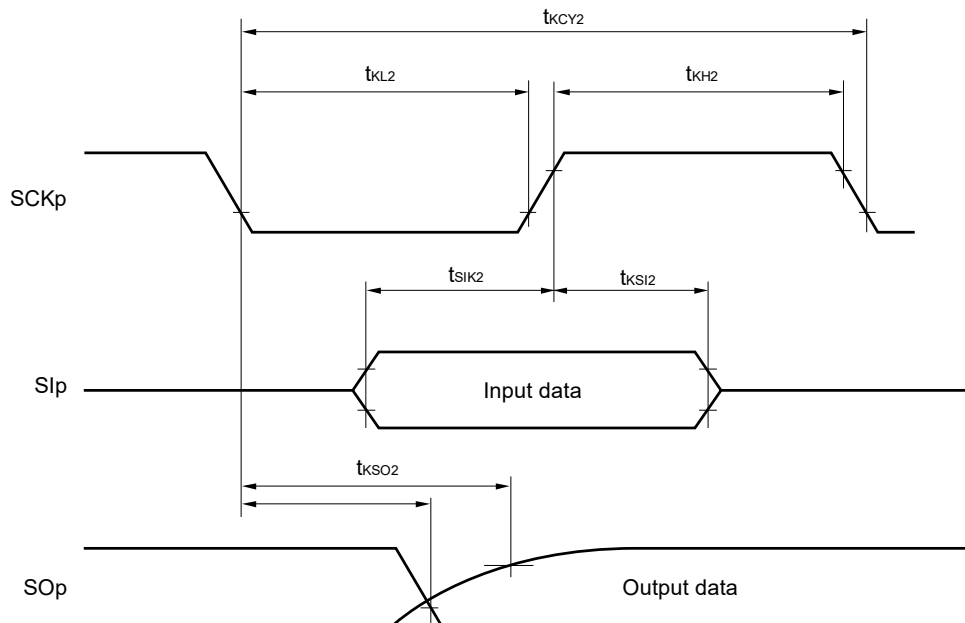 tKCY2
tKL2
tKH2
SCKp
tSIK2
tKSI2
SIp
Input data
tKSO2
SOp
Output data